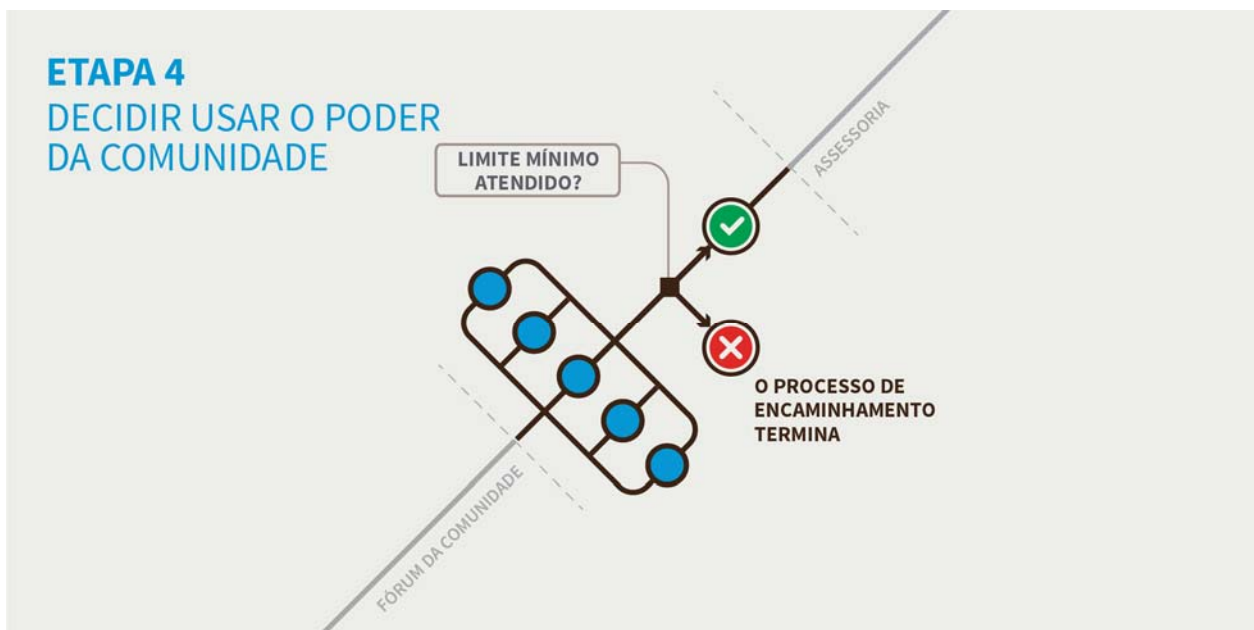 ETAPA 4
DECIDIR USAR O PODER
DA COMUNIDADE
LIMITE MÍNIMO
ATENDIDO?
ASSESSORIA
O PROCESSO DE
ENCAMINHAMENTO
TERMINA
FÓRUM DA COMUNIDADE